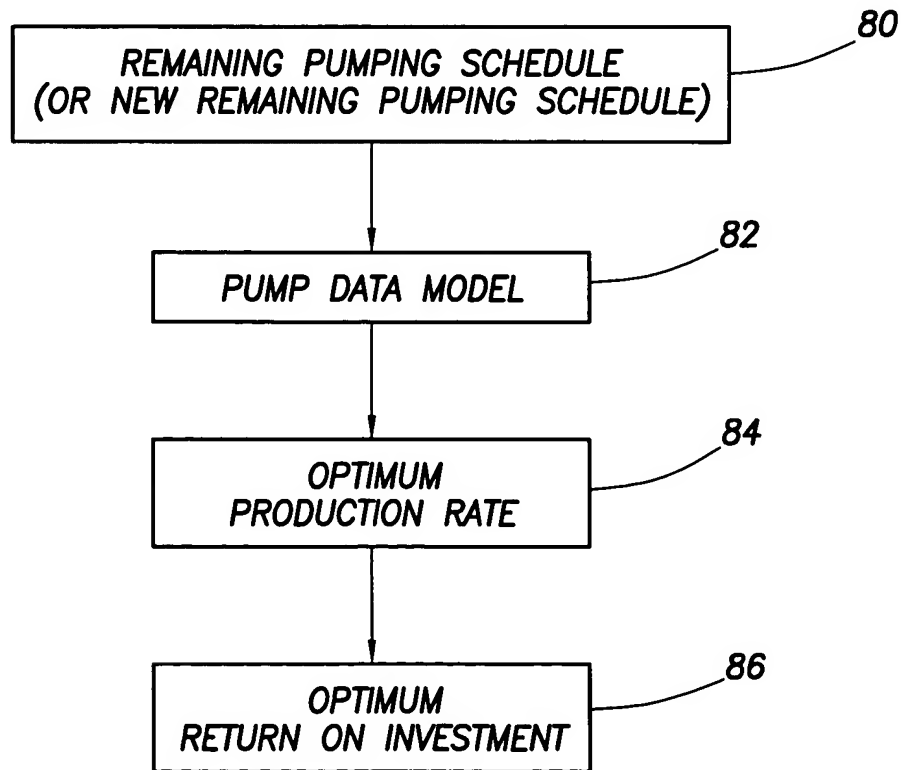 80
REMAINING PUMPING SCHEDULE
(OR NEW REMAINING PUMPING SCHEDULE)
82
PUMP DATA MODEL
84
OPTIMUM
PRODUCTION RATE
86
OPTIMUM
RETURN ON INVESTMENT